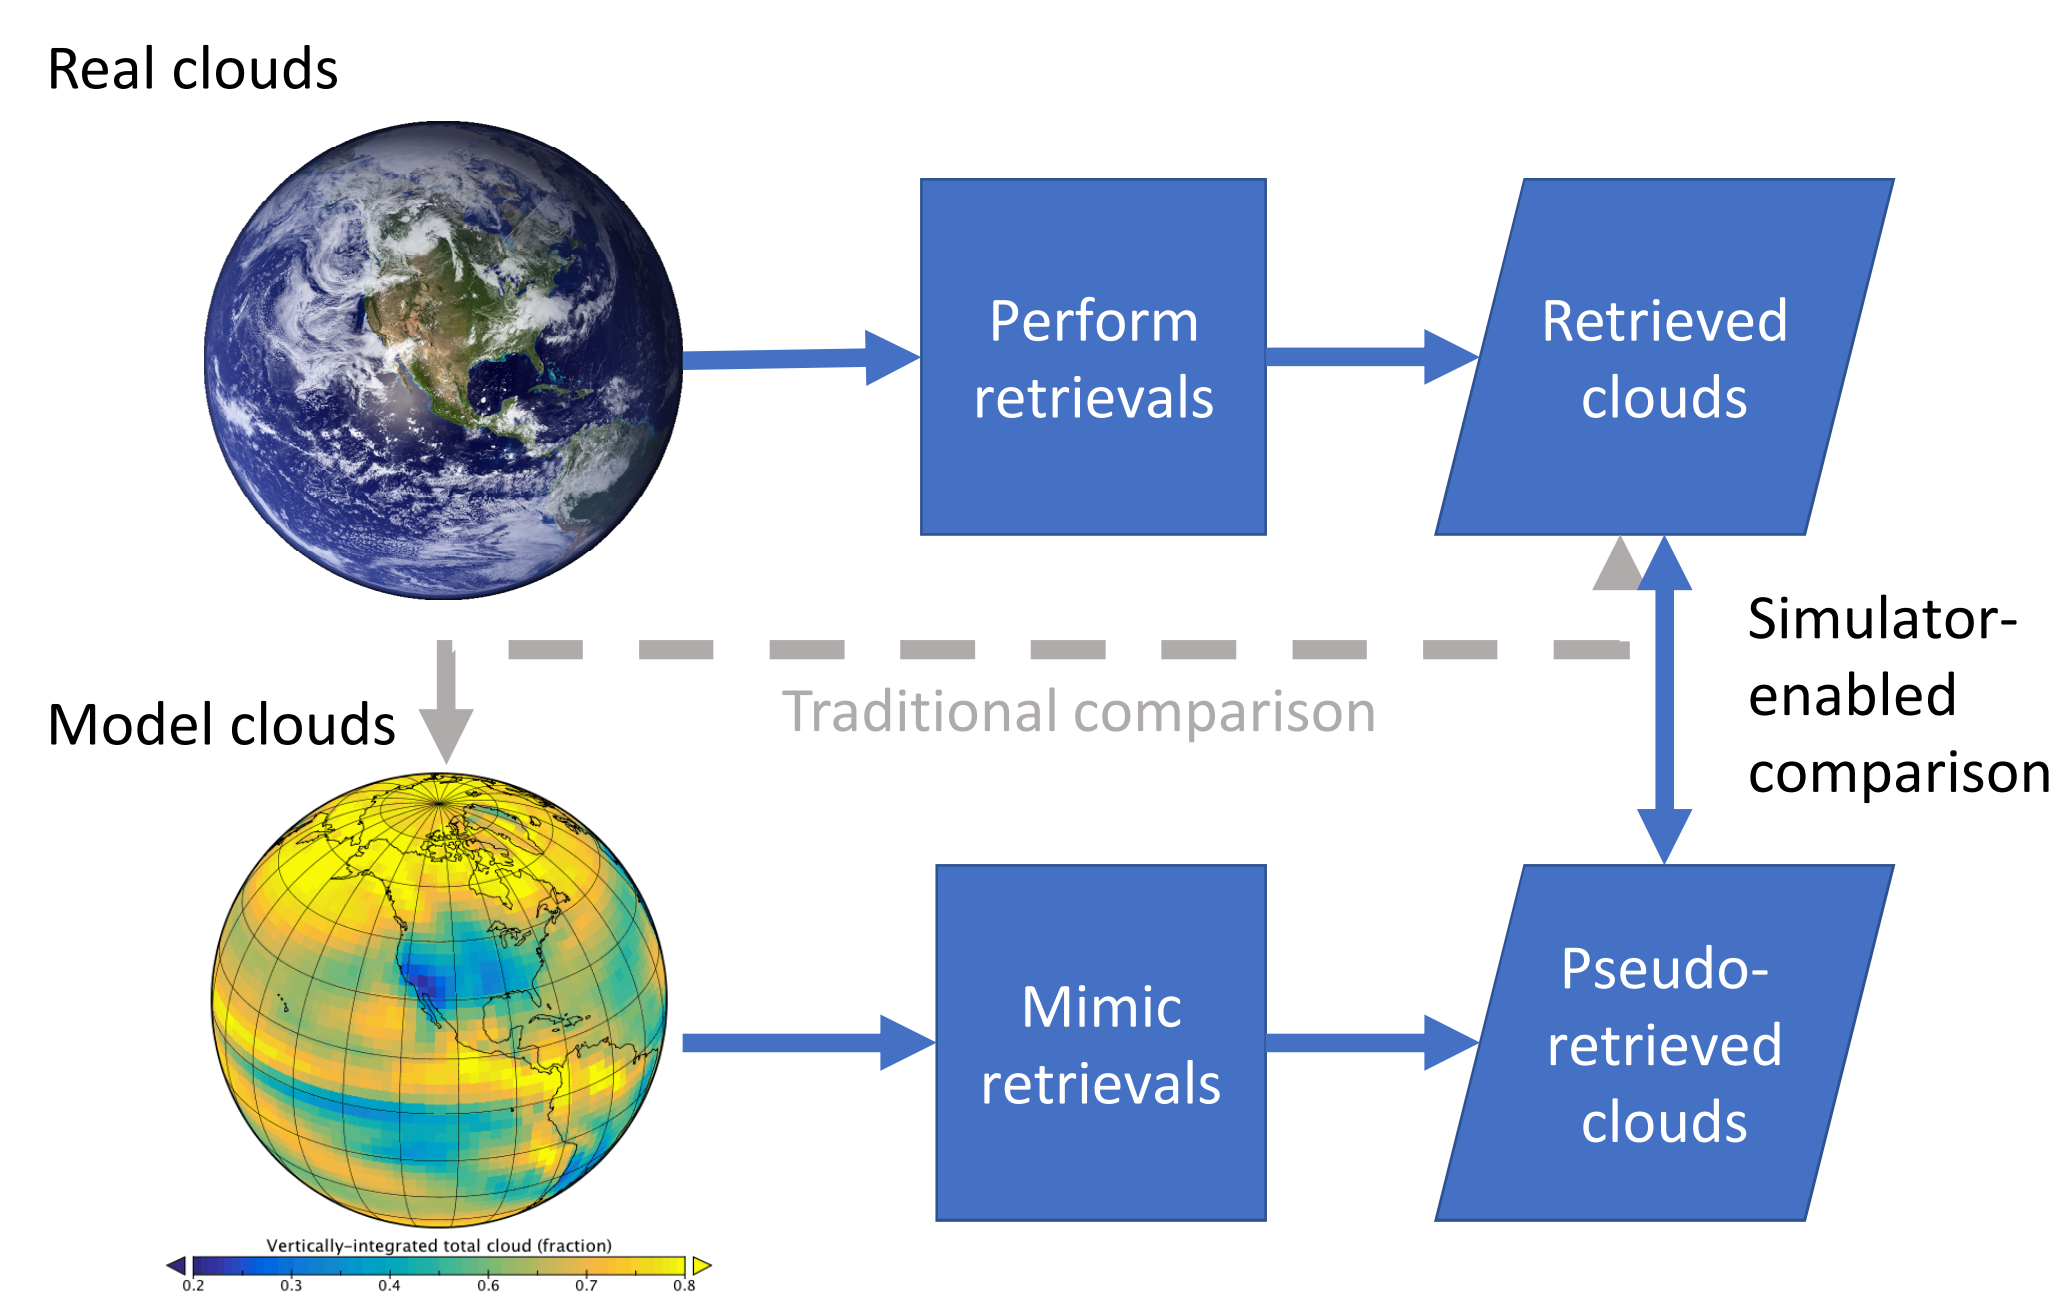 Real clouds
Perform
retrievals
Retrieved
clouds
Simulator-
enabled
comparison
Traditional comparison
Model clouds
Mimic
retrievals
Pseudo-
retrieved
clouds
Vertically-integrated total cloud (fraction)
0.2 0.3 0.4 0.6 0.7 0.8